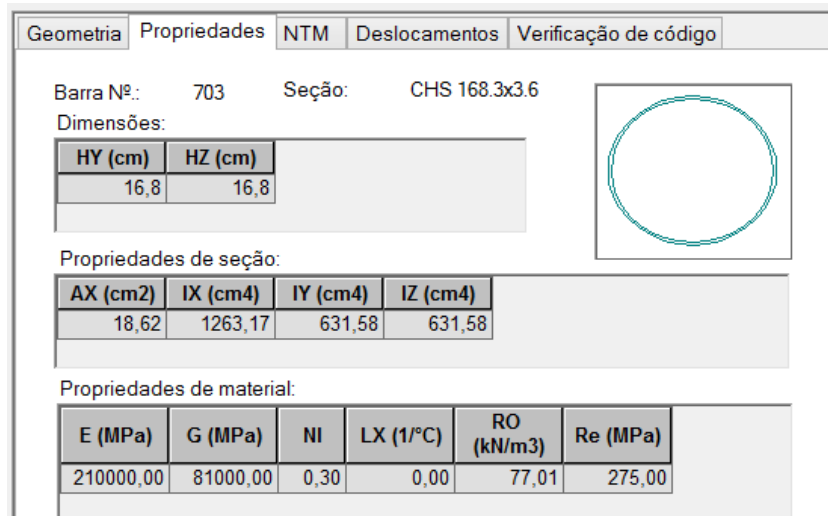 Geometria Propriedades NTM Deslocamentos Verificação de código
Barra Nº.: 703 Seção: CHS 168.3x3.6
Dimensões:
HY (cm) HZ (cm)
16,8 16,8
Propriedades de seção:
AX (cm2) IX (cm4) IY (cm4) IZ (cm4)
18,62 1263,17 631,58 631,58
Propriedades de material:
E (MPa) G (MPa) NI LX (1/°C) RO (kN/m3) Re (MPa)
210000,00 81000,00 0,30 0,00 77,01 275,00